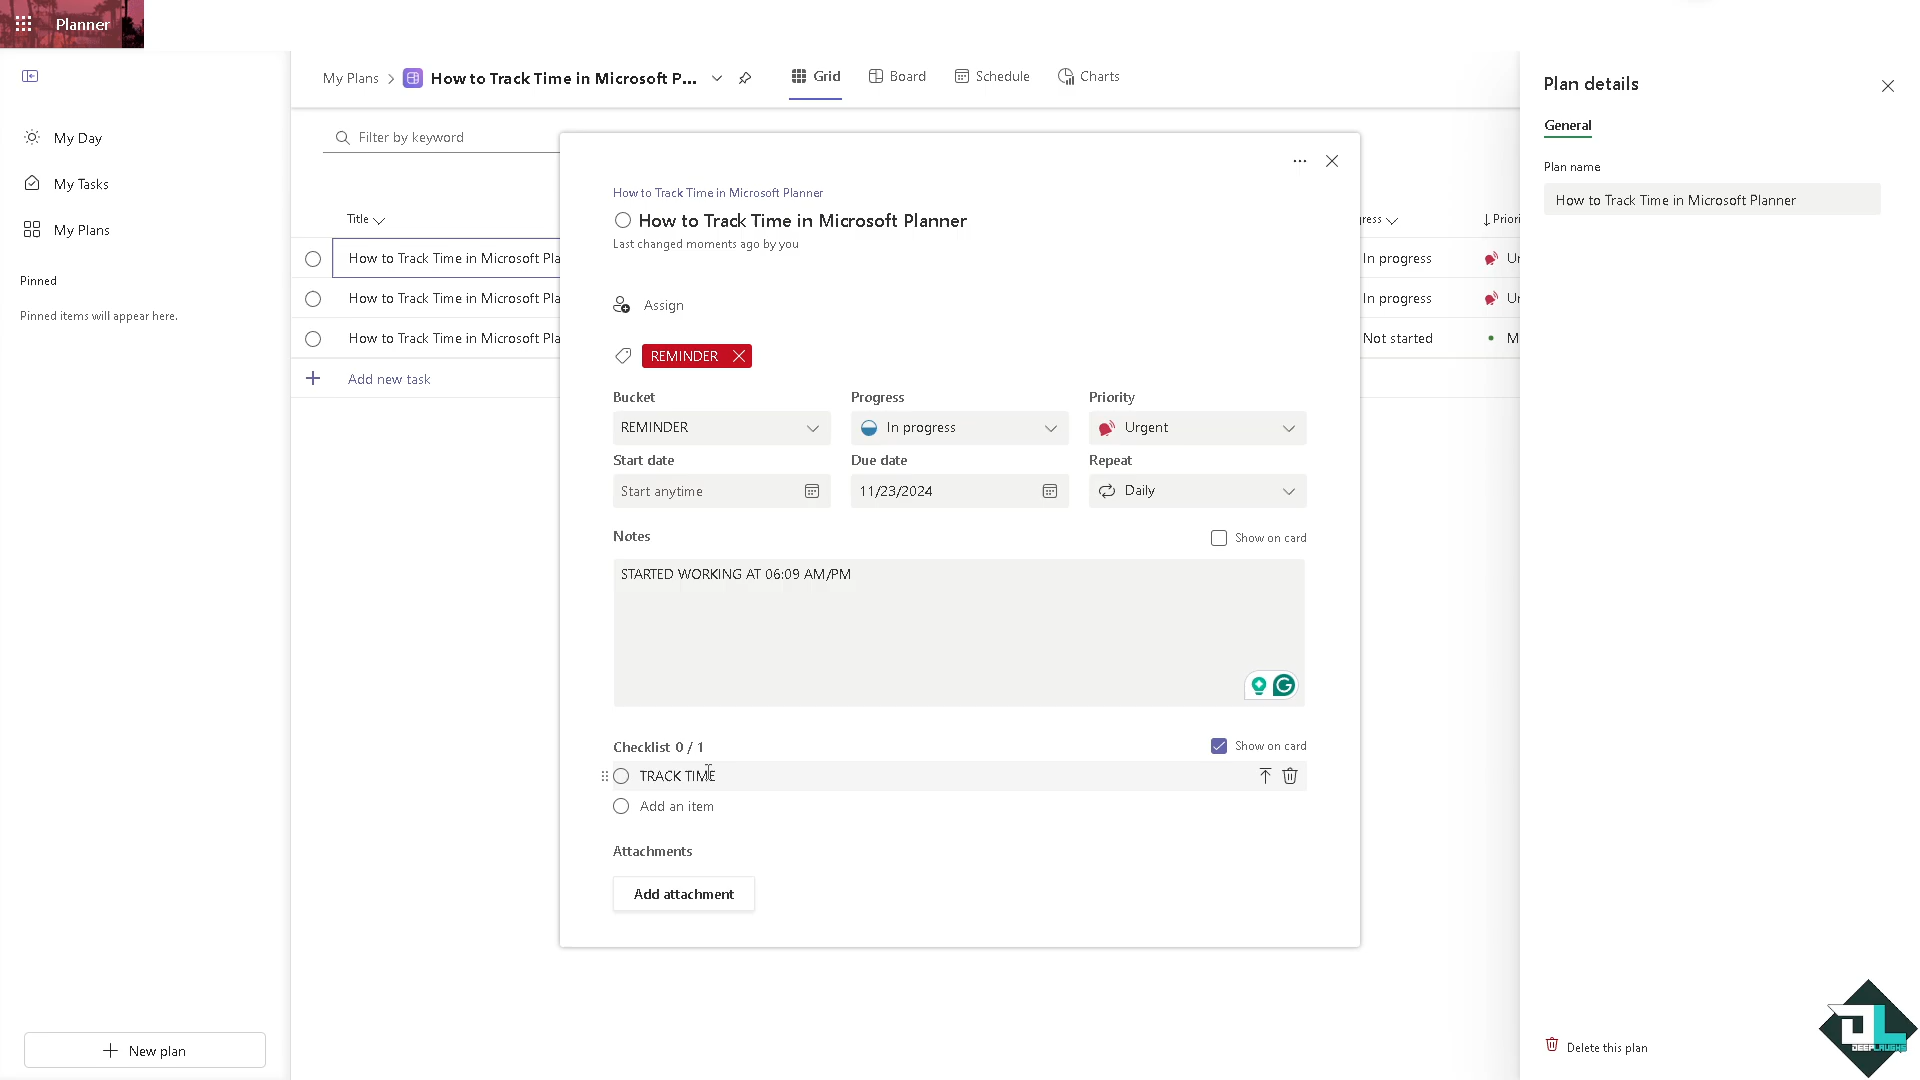 Planner
My Plans
How to Track Time in Microsoft P...
Grid
Board
Schedule
Charts
Plan details
General
Plan name
How to Track Time in Microsoft Planner
My Day
My Tasks
My Plans
Pinned
Pinned items will appear here.
Filter by keyword
Title
gress
Priori
How to Track Time in Microsoft Pla
In progress
Ur
How to Track Time in Microsoft Pla
In progress
Ur
How to Track Time in Microsoft Pla
Not started
M
Add new task
How to Track Time in Microsoft Planner
How to Track Time in Microsoft Planner
Last changed moments ago by you
Assign
REMINDER
Bucket
Progress
Priority
REMINDER
In progress
Urgent
Start date
Due date
Repeat
Start anytime
11/23/2024
Daily
Notes
Show on card
STARTED WORKING AT 06:09 AM/PM
Checklist 0 / 1
Show on card
TRACK TIME
Add an item
Attachments
Add attachment
New plan
Delete this plan
DEEPLAUGHS